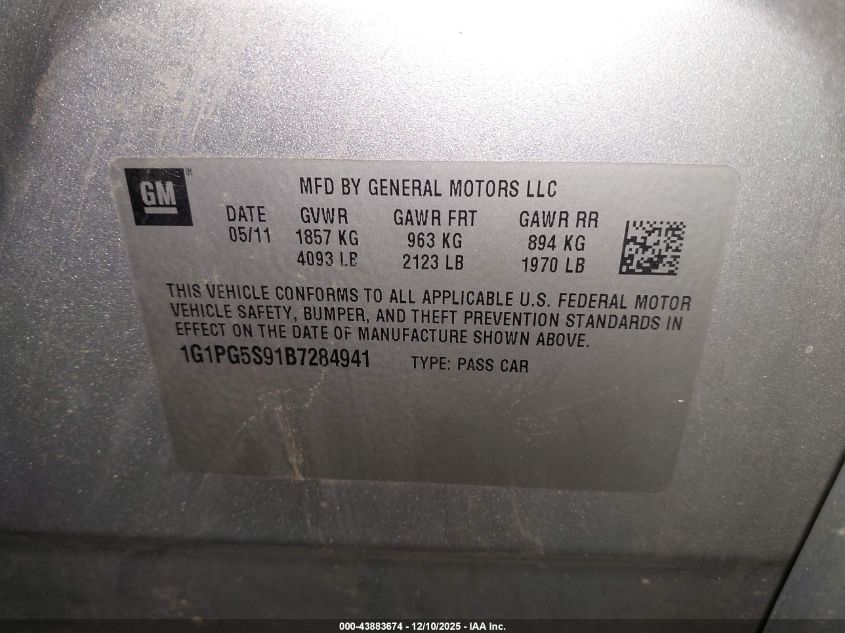 GM®
MFD BY GENERAL MOTORS LLC
DATE GVWR GAWR FRT GAWR RR
05/11 1857 KG 963 KG 894 KG
4093 LB 2123 LB 1970 LB
THIS VEHICLE CONFORMS TO ALL APPLICABLE U.S. FEDERAL MOTOR
VEHICLE SAFETY, BUMPER, AND THEFT PREVENTION STANDARDS IN
EFFECT ON THE DATE OF MANUFACTURE SHOWN ABOVE.
1G1PG5S91B7284941 TYPE: PASS CAR
000-43883674 - 12/10/2025 - IAA Inc.